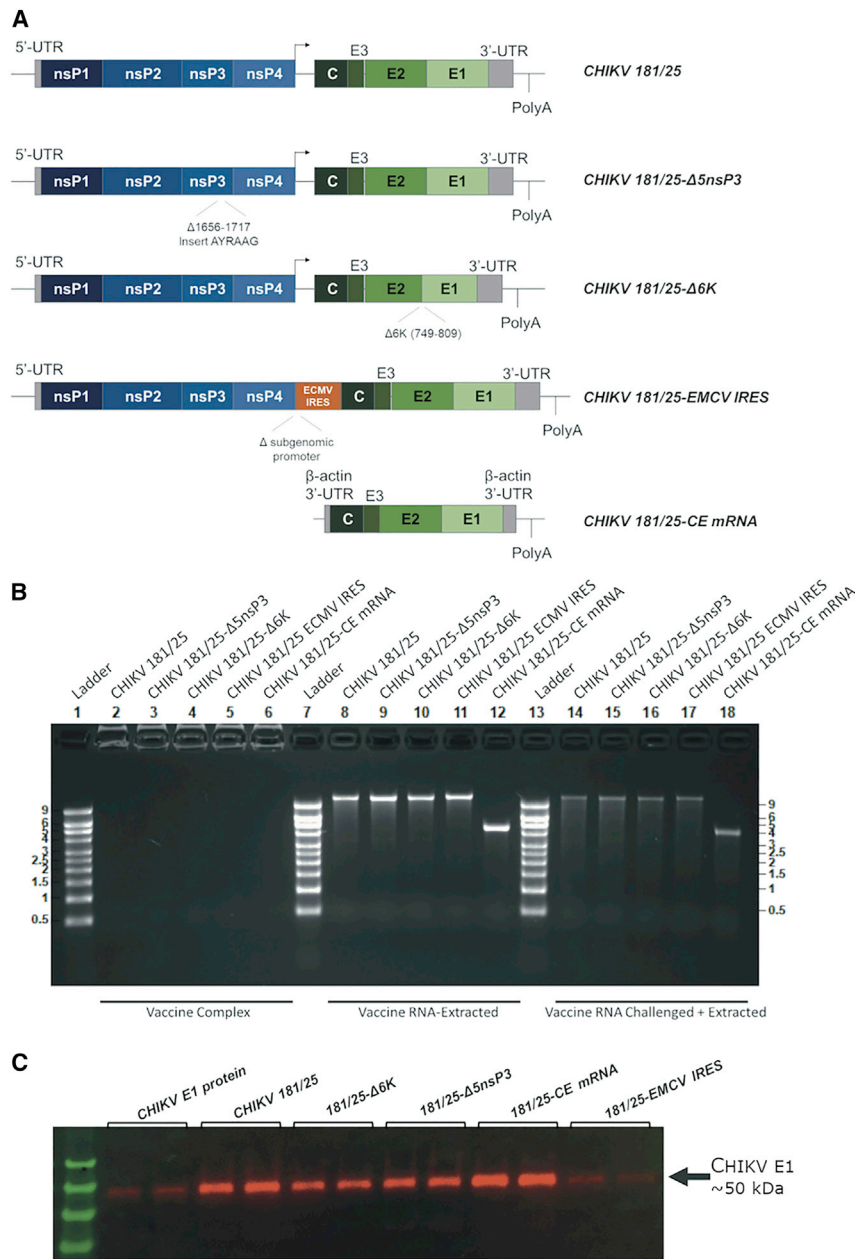 A
5'-UTR
E3
3'-UTR
nsP1 nsP2 nsP3 nsP4 C E2 E1
CHIKV 181/25
PolyA
5'-UTR
E3
3'-UTR
nsP1 nsP2 nsP3 nsP4 C E2 E1
CHIKV 181/25-Δ5nsP3
PolyA
Δ1656-1717
Insert AYRAAG
5'-UTR
E3
3'-UTR
nsP1 nsP2 nsP3 nsP4 C E2 E1
CHIKV 181/25-Δ6K
PolyA
Δ6K (749-809)
5'-UTR
E3
3'-UTR
nsP1 nsP2 nsP3 nsP4 ECMV IRES C E2 E1
CHIKV 181/25-EMCV IRES
PolyA
Δ subgenomic
promoter
β-actin
3'-UTR
E3
β-actin
3'-UTR
C E2 E1
CHIKV 181/25-CE mRNA
PolyA
B
Ladder
CHIKV 181/25
CHIKV 181/25-Δ5nsP3
CHIKV 181/25-Δ6K
CHIKV 181/25 ECMV IRES
CHIKV 181/25-CE mRNA
Ladder
CHIKV 181/25
CHIKV 181/25-Δ5nsP3
CHIKV 181/25-Δ6K
CHIKV 181/25 ECMV IRES
CHIKV 181/25-CE mRNA
Ladder
CHIKV 181/25
CHIKV 181/25-Δ5nsP3
CHIKV 181/25-Δ6K
CHIKV 181/25 ECMV IRES
CHIKV 181/25-CE mRNA
1 2 3 4 5 6 7 8 9 10 11 12 13 14 15 16 17 18
9
6
5
4
3
2.5
2
1.5
1
0.5
9
6
5
4
3
2.5
2
1.5
1
0.5
Vaccine Complex
Vaccine RNA-Extracted
Vaccine RNA Challenged + Extracted
C
CHIKV E1 protein
CHIKV 181/25
181/25-Δ6K
181/25-Δ5nsP3
181/25-CE mRNA
181/25-EMCV IRES
CHIKV E1
~50 kDa